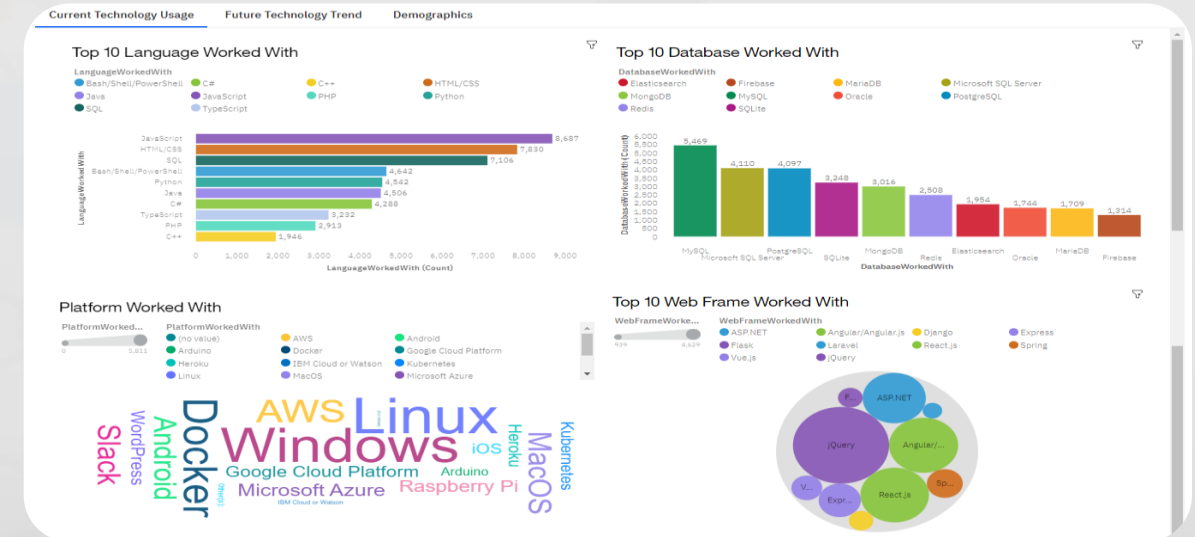 Current Technology Usage Future Technology Trend Demographics
Top 10 Language Worked With
LanguageWorkedWith
Bash/Shell/PowerShell C# C++ HTML/CSS
Java JavaScript PHP Python
SQL TypeScript
LanguageWorkedWith
JavaScript 8,687
HTML/CSS 7,830
SQL 7,106
Bash/Shell/PowerShell 4,642
Python 4,542
Java 4,506
C# 4,288
TypeScript 3,232
PHP 2,913
C++ 1,946
0 1,000 2,000 3,000 4,000 5,000 6,000 7,000 8,000 9,000
LanguageWorkedWith (Count)
Top 10 Database Worked With
DatabaseWorkedWith
Elasticsearch Firebase MariaDB Microsoft SQL Server
MongoDB MySQL Oracle PostgreSQL
Redis SQLite
DatabaseWorkedWith (Count)
6,000
5,500
5,000
4,500
4,000
3,500
3,000
2,500
2,000
1,500
1,000
500
0
5,469 4,110 4,097 3,248 3,016 2,508 1,954 1,744 1,709 1,314
MySQL PostgreSQL MongoDB Elasticsearch MariaDB
Microsoft SQL Server SQLite Redis Oracle Firebase
DatabaseWorkedWith
Platform Worked With
PlatformWorked... PlatformWorkedWith
(no value) AWS Android
Arduino Docker Google Cloud Platform
Heroku IBM Cloud or Watson Kubernetes
Linux MacOS Microsoft Azure
0
Slack
WordPress
Android
Docker
AWS
Linux
Windows
iOS
Heroku
MacOS
Kubernetes
Google Cloud Platform
Arduino
Microsoft Azure
Raspberry Pi
IBM Cloud or Watson
Other(s):
Top 10 Web Frame Worked With
WebFrameWorke... WebFrameWorkedWith
ASP.NET Angular/Angular.js Django Express
Flask Laravel React.js Spring
Vue.js jQuery
939 4,629
F... ASP.NET
jQuery Angular/...
V... Expr... React.js Sp...